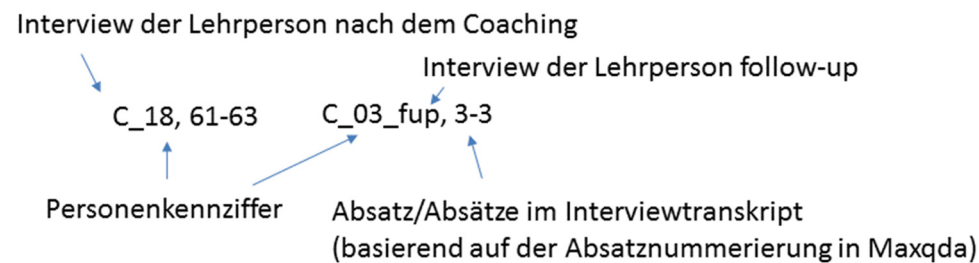 Interview der Lehrperson nach dem Coaching
Interview der Lehrperson follow-up
C_18, 61-63
C_03_fup, 3-3
Personenkennziffer
Absatz/Absätze im Interviewtranskript
(basierend auf der Absatznummerierung in Maxqda)